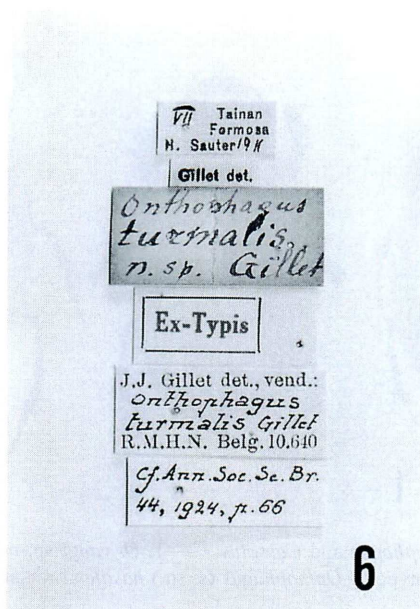 VII Tainan
Formosa
H. Sauter 19
Gillet det.
Onthophagus
turmalis.
n. sp. Gillet
Ex-Typis
J.J. Gillet det., vend.:
Onthophagus
turmalis Gillet
R.M.H.N. Belg. 10.640
Cf. Ann. Soc. Sc. Br.
44, 1924, p. 66
6